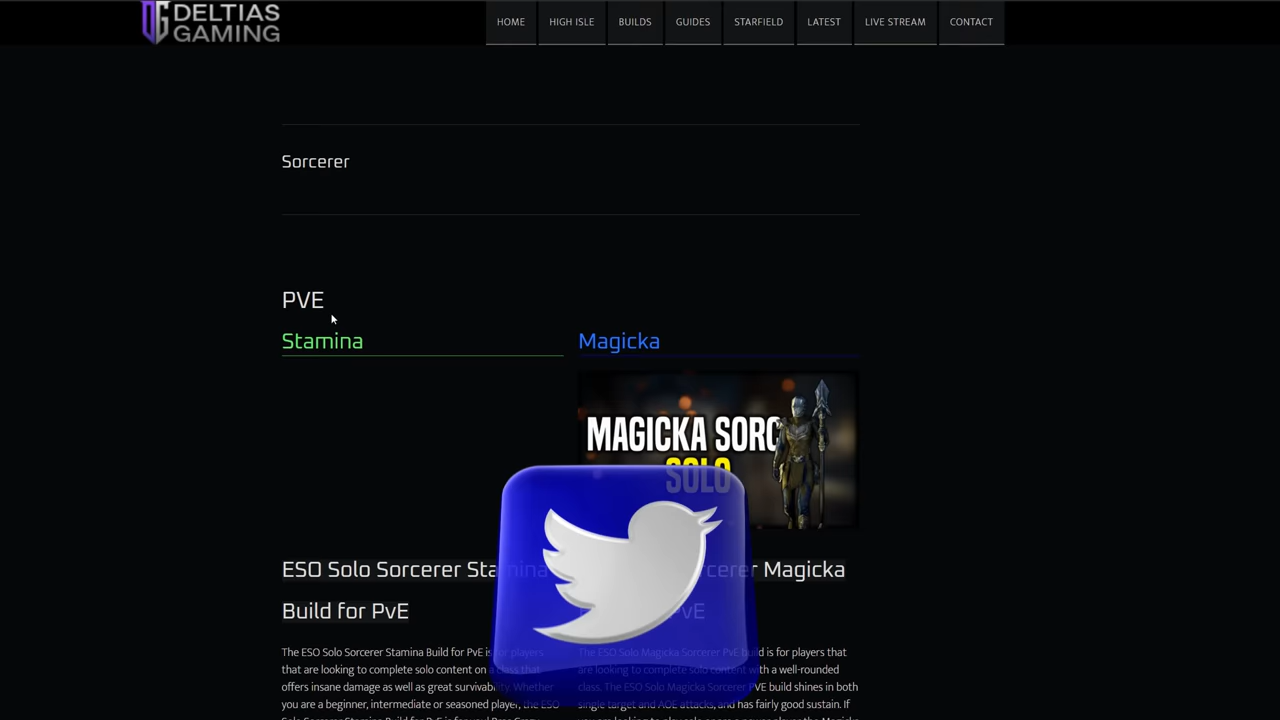 DELTIAS
GAMING
HOME HIGH ISLE BUILDS GUIDES STARFIELD LATEST LIVE STREAM CONTACT
Sorcerer
PVE
Stamina
Magicka
MAGICKA SORC
SOLO
ESO Solo Sorcerer Stamina
Build for PvE
The ESO Solo Sorcerer Stamina Build for PvE is for players
that are looking to complete solo content on a class that
offers insane damage as well as great survivability. Whether
you are a beginner, intermediate or seasoned player, the ESO
rcerer Magicka
PvE
The ESO Solo Magicka Sorcerer PvE build is for players that
are looking to complete solo content with a well-rounded
class. The ESO Solo Magicka Sorcerer PVE build shines in both
single target and AOE attacks, and has fairly good sustain. If